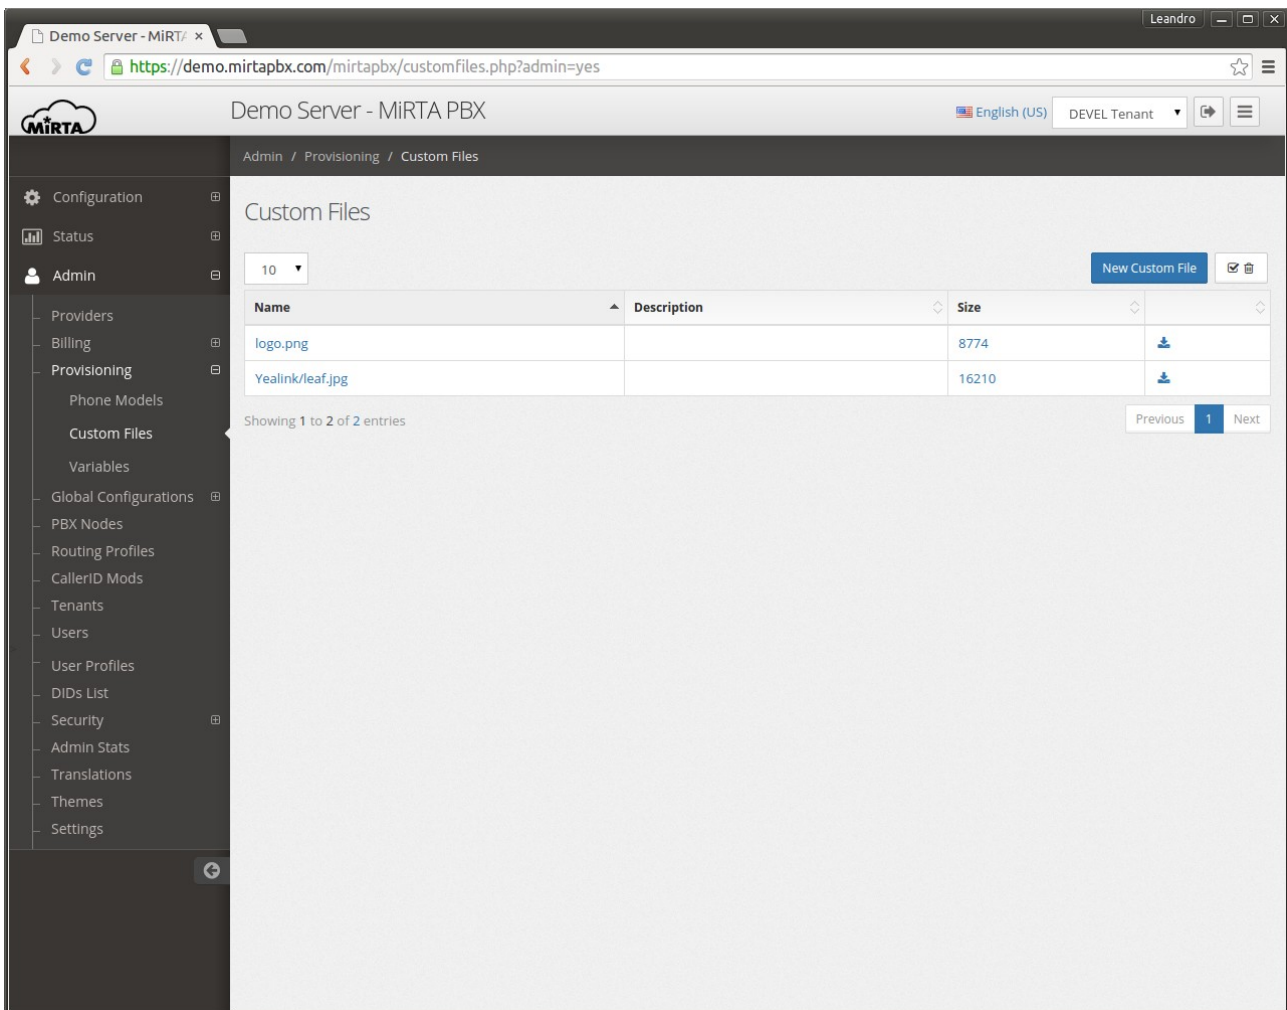 Leandro
Demo Server - MiRTA
https://demo.mirtapbx.com/mirtapbx/customfiles.php?admin=yes
MiRTA
Demo Server - MiRTA PBX
English (US)
DEVEL Tenant
Admin / Provisioning / Custom Files
Configuration
Status
Admin
Providers
Billing
Provisioning
Phone Models
Custom Files
Variables
Global Configurations
PBX Nodes
Routing Profiles
CallerID Mods
Tenants
Users
User Profiles
DIDs List
Security
Admin Stats
Translations
Themes
Settings
Custom Files
10
New Custom File
Name Description Size
logo.png 8774
Yealink/leaf.jpg 16210
Showing 1 to 2 of 2 entries
Previous 1 Next